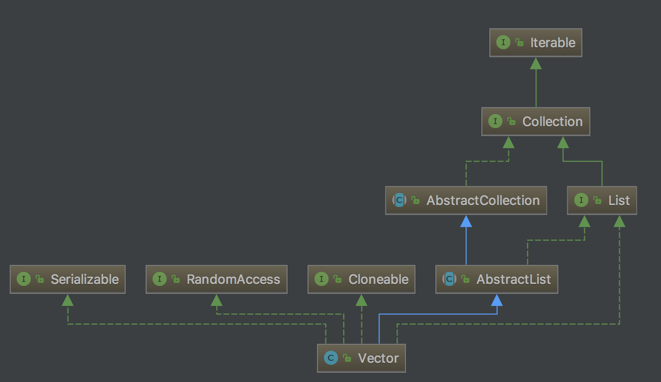 I Iterable
I Collection
C AbstractCollection
I List
I Serializable
I RandomAccess
I Cloneable
C AbstractList
C Vector